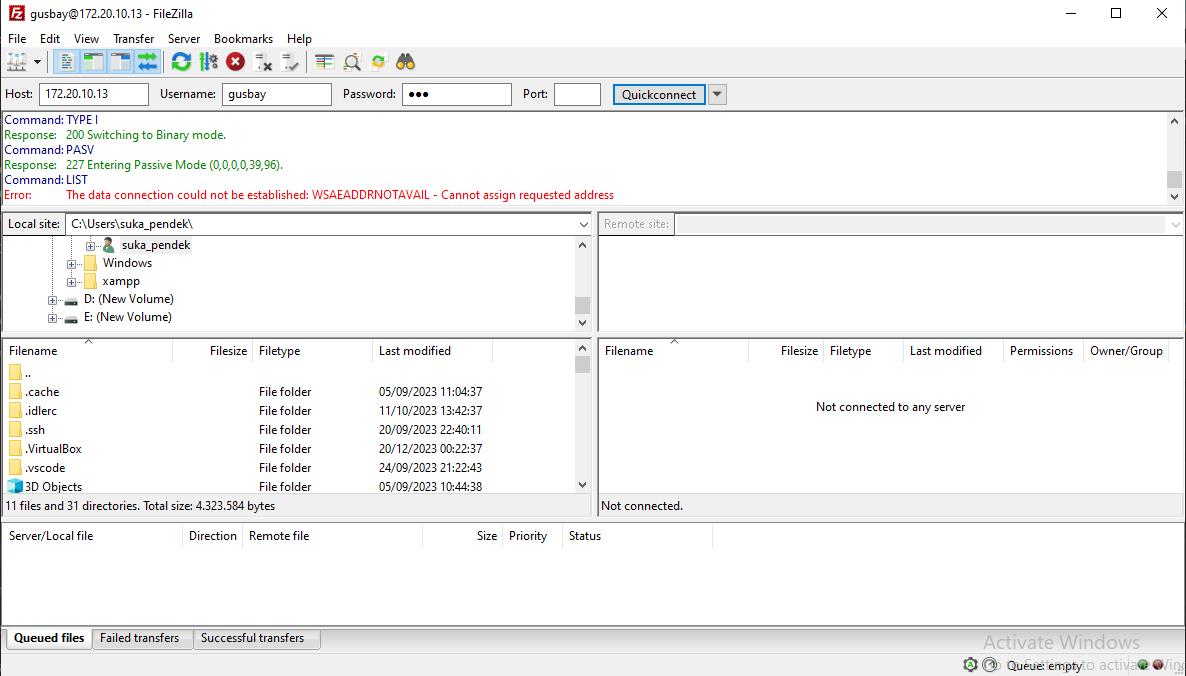 gusbay@172.20.10.13 - FileZilla
File Edit View Transfer Server Bookmarks Help
Host: 172.20.10.13 Username: gusbay Password: ●●● Port: Quickconnect
Command: TYPE I
Response: 200 Switching to Binary mode.
Command: PASV
Response: 227 Entering Passive Mode (0,0,0,0,39,96).
Command: LIST
Error: The data connection could not be established: WSAEADDRNOTAVAIL - Cannot assign requested address
Local site: C:\Users\suka_pendek\
Remote site:
suka_pendek
Windows
xampp
D: (New Volume)
E: (New Volume)
Filename Filesize Filetype Last modified
..
.cache File folder 05/09/2023 11:04:37
.idlerc File folder 11/10/2023 13:42:37
.ssh File folder 20/09/2023 22:40:11
.VirtualBox File folder 20/12/2023 00:22:37
.vscode File folder 24/09/2023 21:22:43
3D Objects File folder 05/09/2023 10:44:38
11 files and 31 directories. Total size: 4.323.584 bytes
Filename Filesize Filetype Last modified Permissions Owner/Group
Not connected to any server
Not connected.
Server/Local file Direction Remote file Size Priority Status
Queued files Failed transfers Successful transfers
Activate Windows
Go to Settings to activate Win
Queue: empty